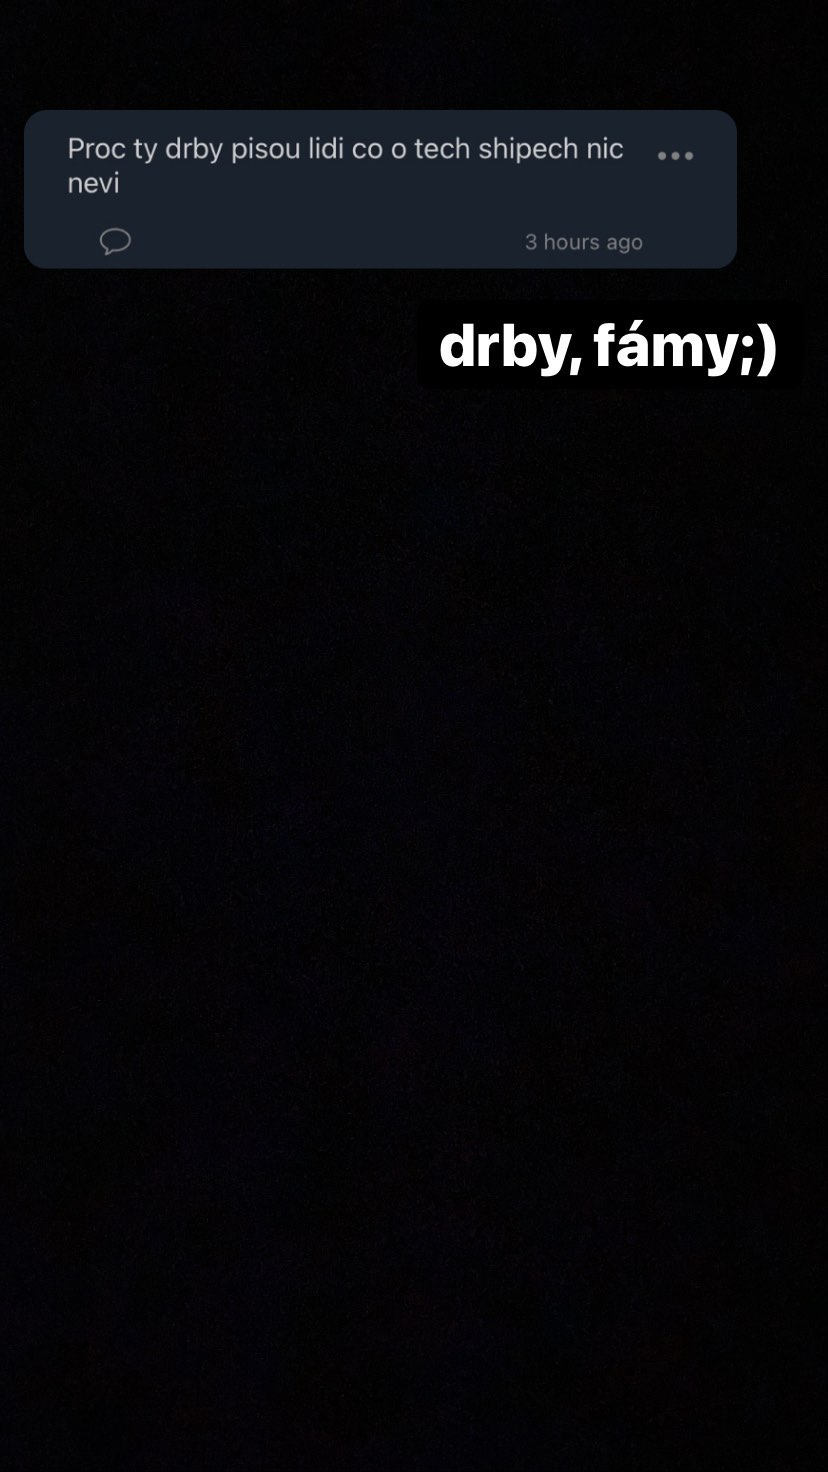 Proc ty drby pisou lidi co o tech shipech nic
nevi
3 hours ago
drby, fámy;)